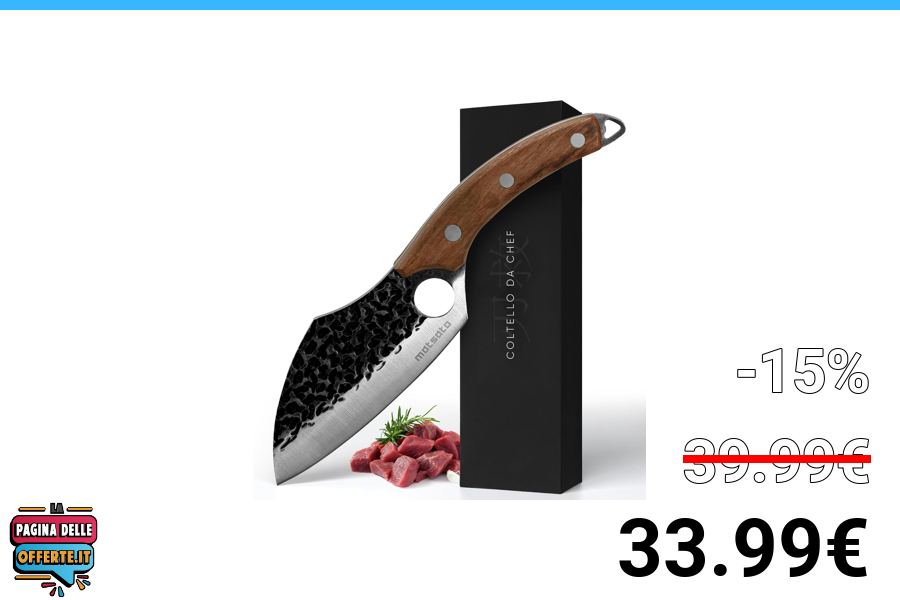 COLTELLO DA CHEF
matsato
-15%
39.99€
33.99€
LA
PAGINA DELLE
OFFERTE.IT